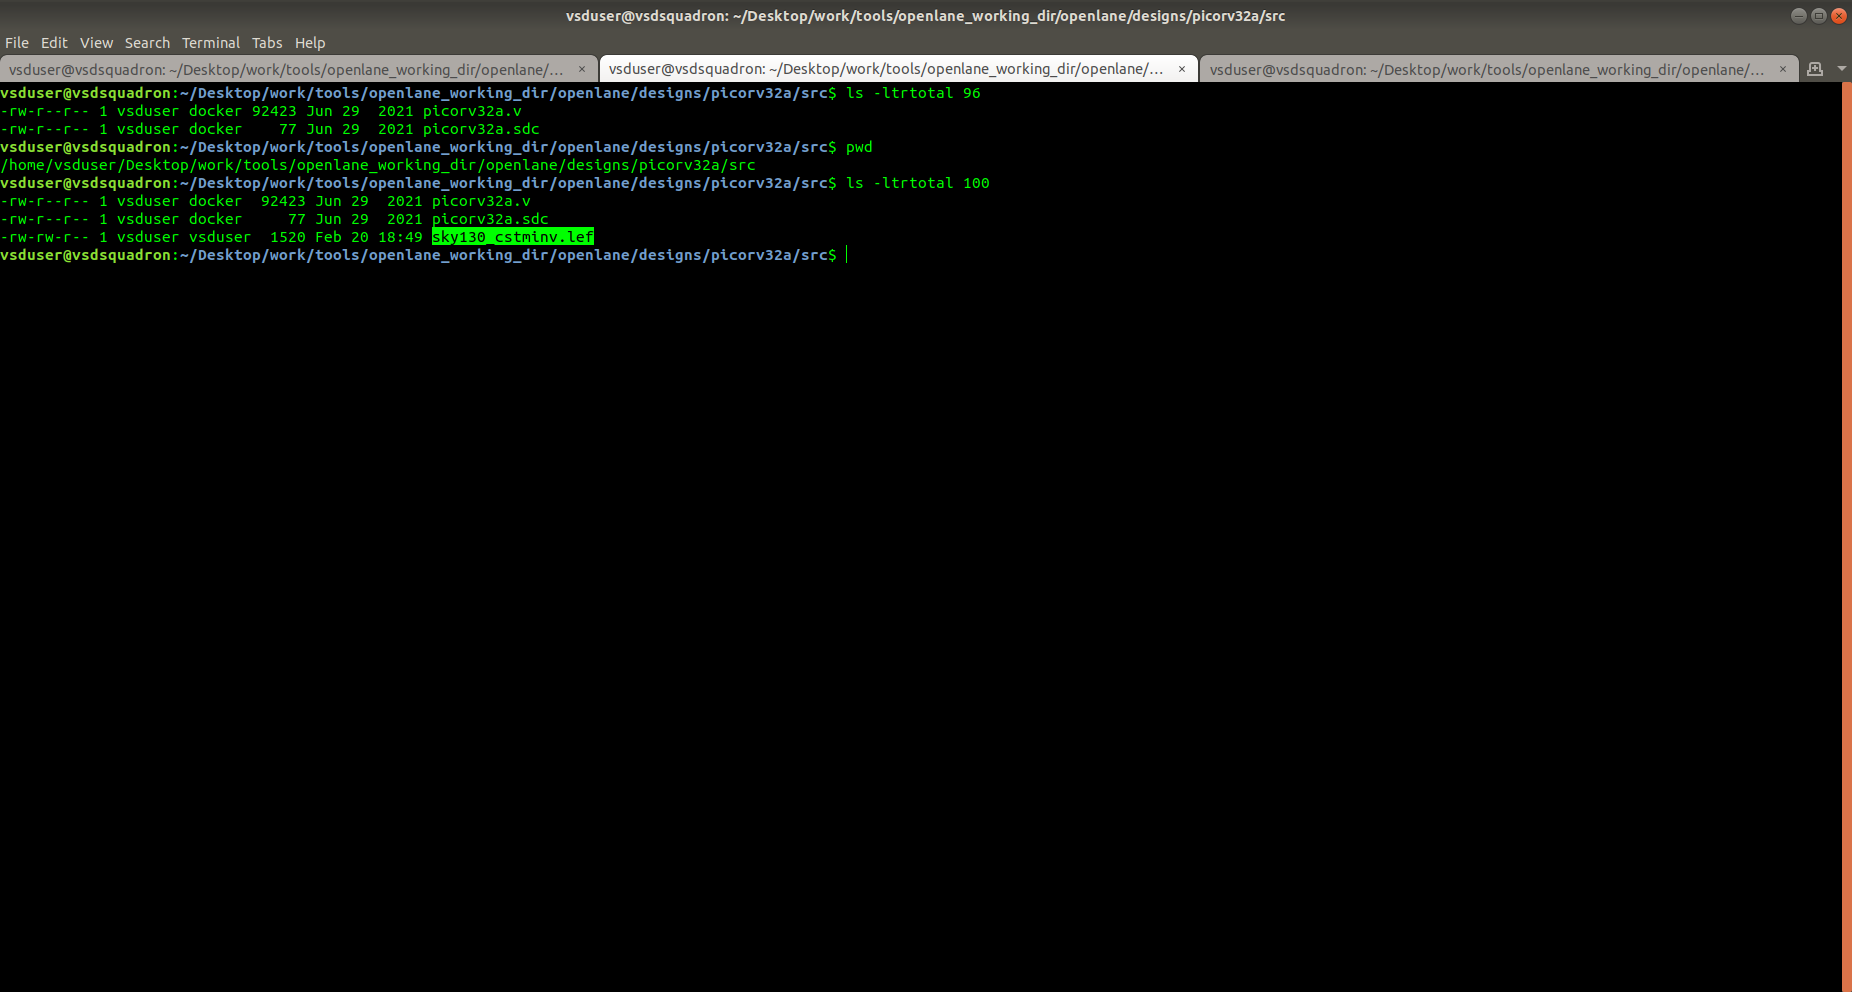 vsduser@vsdsquadron: ~/Desktop/work/tools/openlane_working_dir/openlane/designs/picorv32a/src
File Edit View Search Terminal Tabs Help
vsduser@vsdsquadron: ~/Desktop/work/tools/openlane_working_dir/openlane/... × vsduser@vsdsquadron: ~/Desktop/work/tools/openlane_working_dir/openlane/... × vsduser@vsdsquadron: ~/Desktop/work/tools/openlane_working_dir/openlane/... ×
vsduser@vsdsquadron:~/Desktop/work/tools/openlane_working_dir/openlane/designs/picorv32a/src$ ls -ltrtotal 96
-rw-r--r-- 1 vsduser docker 92423 Jun 29  2021 picorv32a.v
-rw-r--r-- 1 vsduser docker    77 Jun 29  2021 picorv32a.sdc
vsduser@vsdsquadron:~/Desktop/work/tools/openlane_working_dir/openlane/designs/picorv32a/src$ pwd
/home/vsduser/Desktop/work/tools/openlane_working_dir/openlane/designs/picorv32a/src
vsduser@vsdsquadron:~/Desktop/work/tools/openlane_working_dir/openlane/designs/picorv32a/src$ ls -ltrtotal 100
-rw-r--r-- 1 vsduser docker  92423 Jun 29  2021 picorv32a.v
-rw-r--r-- 1 vsduser docker     77 Jun 29  2021 picorv32a.sdc
-rw-rw-r-- 1 vsduser vsduser  1520 Feb 20 18:49 sky130_cstminv.lef
vsduser@vsdsquadron:~/Desktop/work/tools/openlane_working_dir/openlane/designs/picorv32a/src$